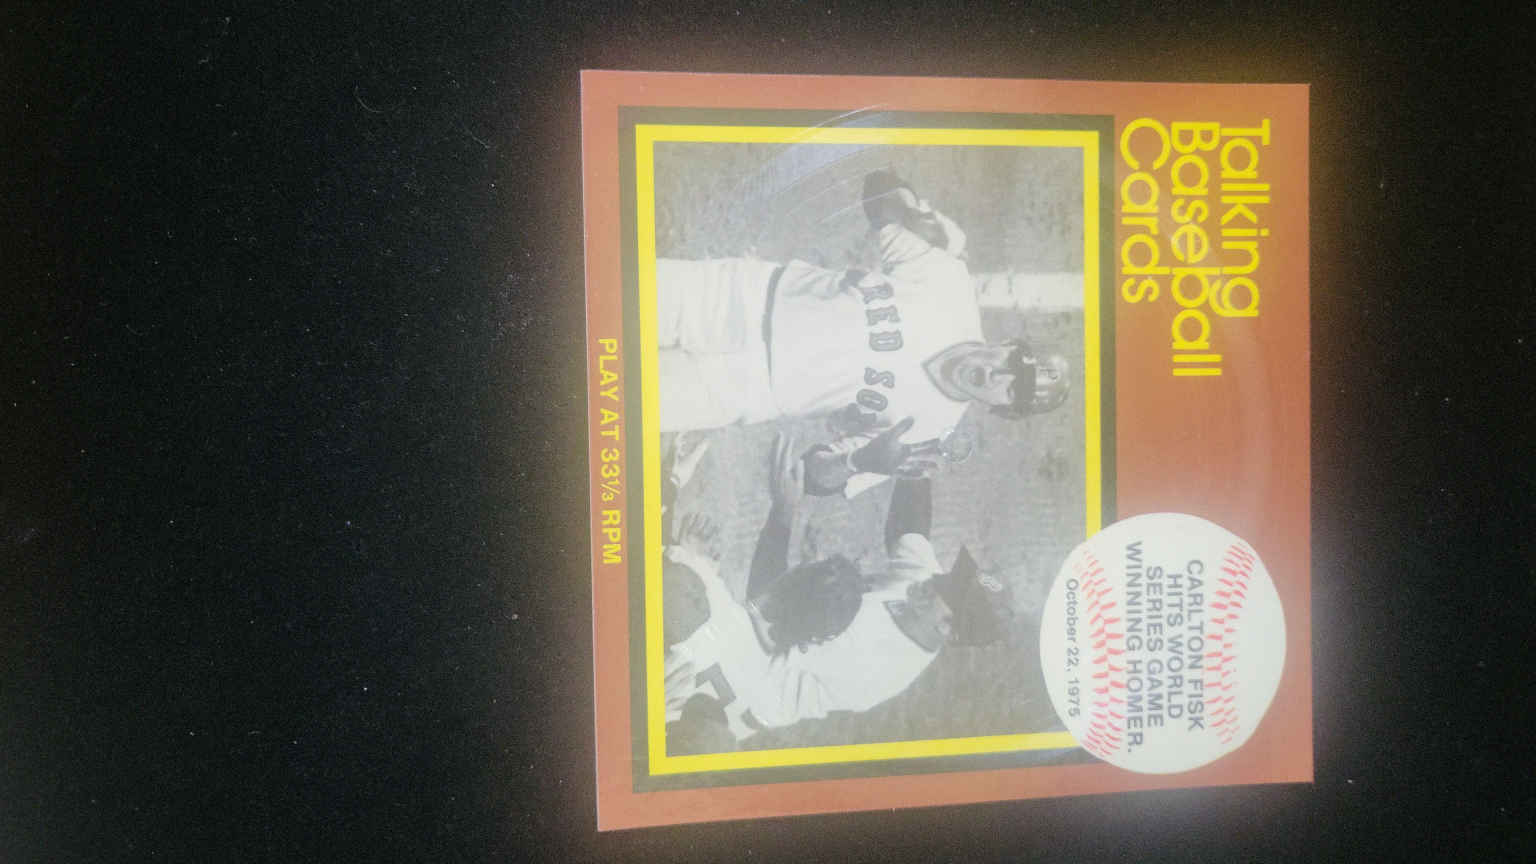 Talking
Baseball
Cards
CARLTON FISK
HITS WORLD
SERIES GAME
WINNING HOMER.
October 22, 1975
RED SOX
PLAY AT 33⅓ RPM